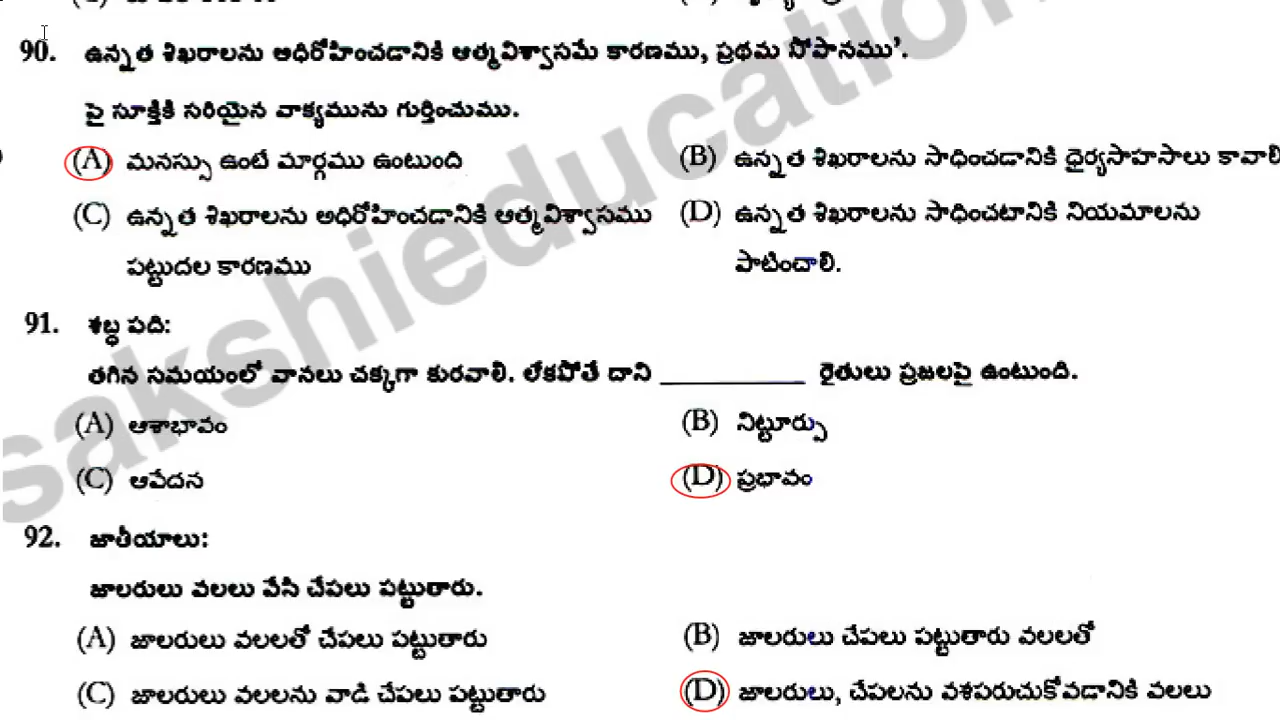 90. ఉన్నత శిఖరాలను అధిరోహించడానికి ఆత్మవిశ్వాసమే కారణము, ప్రథమ సోపానము'.
పై సూక్తికి సరియైన వాక్యమును గుర్తించుము.
(A) మనస్సు ఉంటే మార్గము ఉంటుంది
(B) ఉన్నత శిఖరాలను సాధించడానికి ధైర్యసాహసాలు కావాలి
(C) ఉన్నత శిఖరాలను అధిరోహించడానికి ఆత్మవిశ్వాసము
పట్టుదల కారణము
(D) ఉన్నత శిఖరాలను సాధించటానికి నియమాలను
పాటించాలి.
91. శబ్ధ పది:
తగిన సమయంలో వానలు చక్కగా కురవాలి. లేకపోతే దాని __________ రైతులు ప్రజలపై ఉంటుంది.
(A) ఆశాభావం
(B) నిట్టూర్పు
(C) ఆవేదన
(D) ప్రభావం
92. జాతీయాలు:
జాలరులు వలలు వేసి చేపలు పట్టుతారు.
(A) జాలరులు వలలతో చేపలు పట్టుతారు
(B) జాలరులు చేపలు పట్టుతారు వలలతో
(C) జాలరులు వలలను వాడి చేపలు పట్టుతారు
(D) జాలరులు, చేపలను వశపరుచుకోవడానికి వలలు
sakshieducation